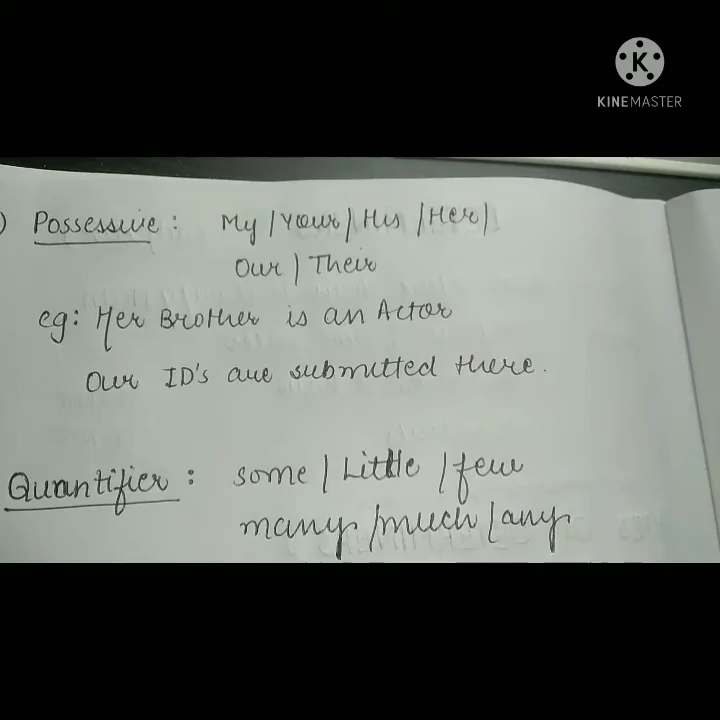 K
KINEMASTER
) Possessive : My / Your / His / Her /
Our / Their
eg: Her Brother is an Actor
Our ID's are submitted there.
Quantifier : some / Little / few
many / much / any